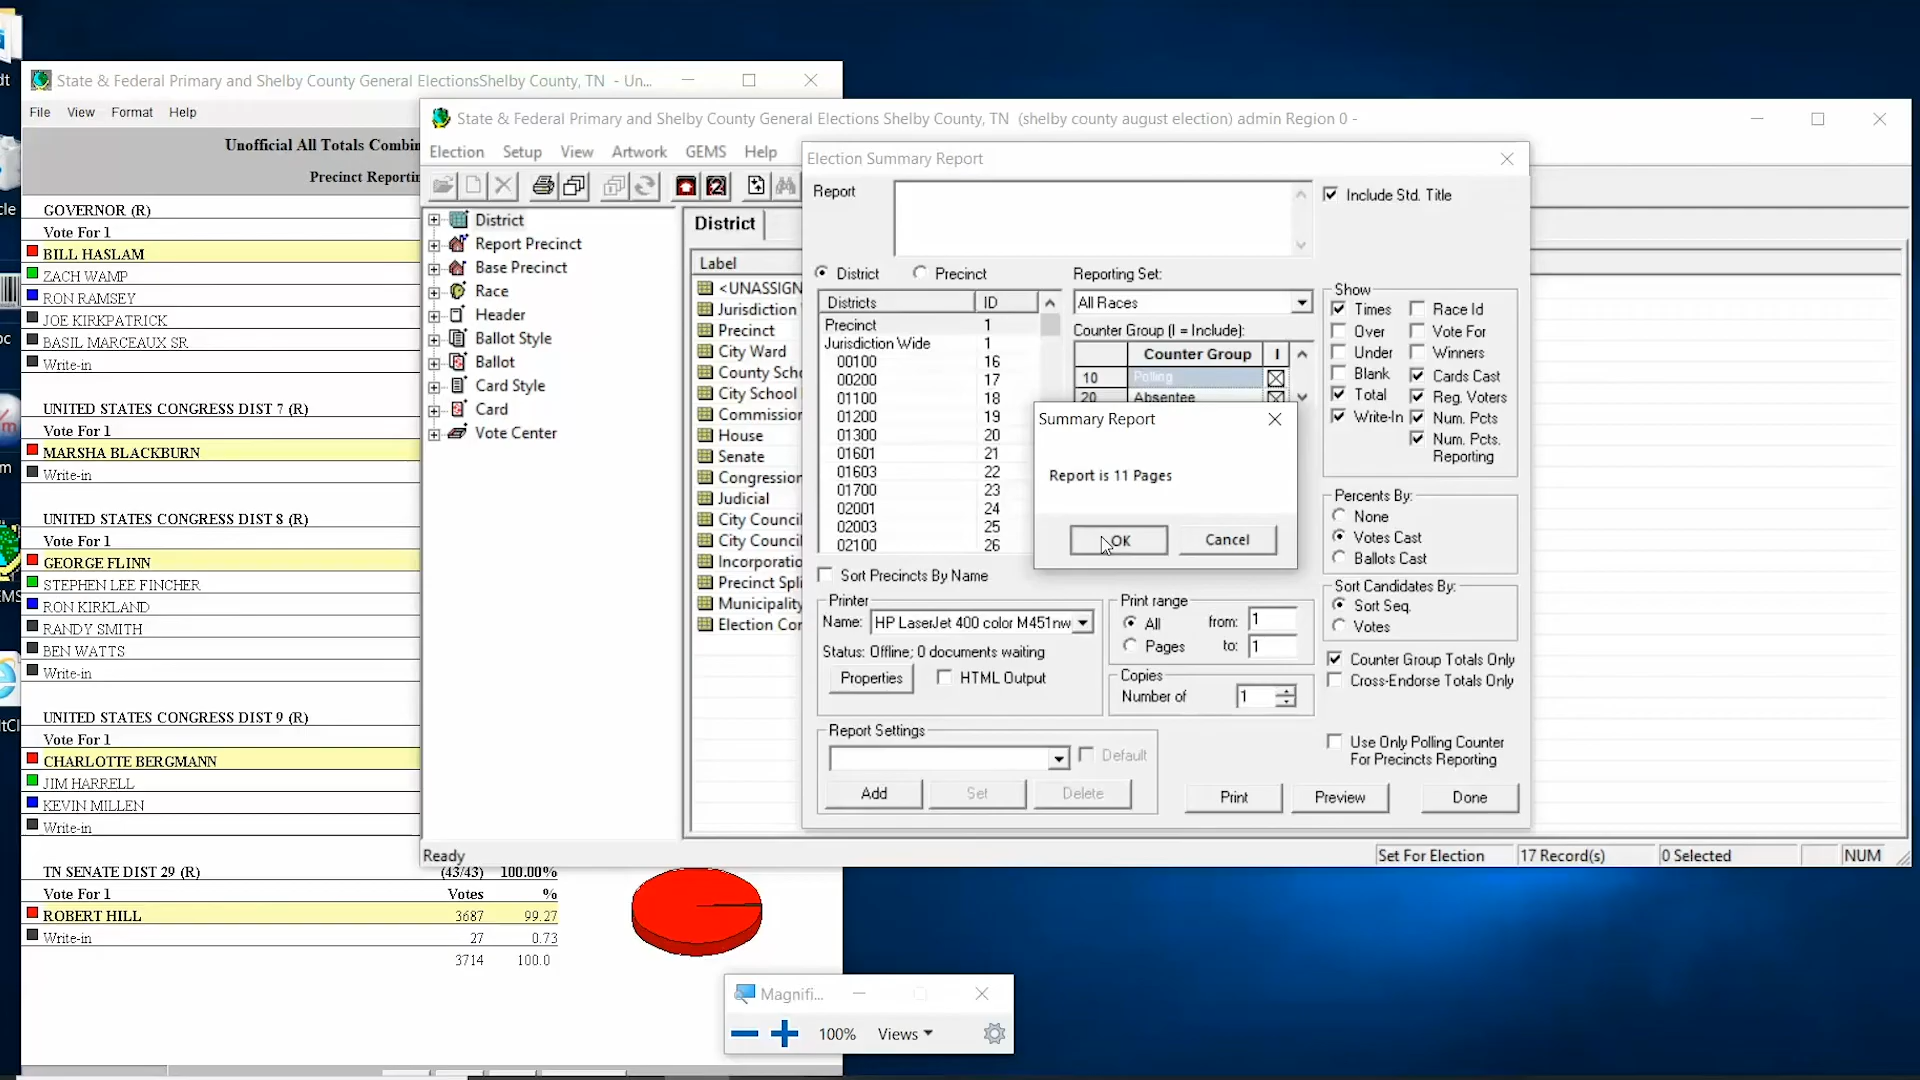 State & Federal Primary and Shelby County General ElectionsShelby County, TN - Un...
File View Format Help
Unofficial All Totals Combin
Precinct Reportin
GOVERNOR (R)
Vote For 1
BILL HASLAM
ZACH WAMP
RON RAMSEY
JOE KIRKPATRICK
BASIL MARCEAUX SR
Write-in
UNITED STATES CONGRESS DIST 7 (R)
Vote For 1
MARSHA BLACKBURN
Write-in
UNITED STATES CONGRESS DIST 8 (R)
Vote For 1
GEORGE FLINN
STEPHEN LEE FINCHER
RON KIRKLAND
RANDY SMITH
BEN WATTS
Write-in
UNITED STATES CONGRESS DIST 9 (R)
Vote For 1
CHARLOTTE BERGMANN
JIM HARRELL
KEVIN MILLEN
Write-in
TN SENATE DIST 29 (R) (43/43) 100.00%
Vote For 1 Votes %
ROBERT HILL 3687 99.27
Write-in 27 0.73
3714 100.0
State & Federal Primary and Shelby County General Elections Shelby County, TN (shelby county august election) admin Region 0 -
Election Setup View Artwork GEMS Help
District
Report Precinct
Base Precinct
Race
Header
Ballot Style
Ballot
Card Style
Card
Vote Center
District
Label
<UNASSIGN
Jurisdiction
Precinct
City Ward
County Scho
City School
Commission
House
Senate
Congression
Judicial
City Council
City Council
Incorporatio
Precinct Spli
Municipality
Election Con
Election Summary Report
Report
Include Std. Title
District Precinct
Districts ID
Precinct 1
Jurisdiction Wide 1
00100 16
00200 17
01100 18
01200 19
01300 20
01601 21
01603 22
01700 23
02001 24
02003 25
02100 26
Reporting Set:
All Races
Counter Group (I = Include):
Counter Group I
10 Polling
20 Absentee
Show
Times Race Id
Over Vote For
Under Winners
Blank Cards Cast
Total Reg. Voters
Write-In Num. Pcts
Num. Pcts.
Reporting
Summary Report
Report is 11 Pages
OK Cancel
Percents By:
None
Votes Cast
Ballots Cast
Sort Precincts By Name
Sort Candidates By:
Sort Seq.
Votes
Printer
Name: HP LaserJet 400 color M451nw
Status: Offline; 0 documents waiting
Properties HTML Output
Print range
All from: 1
Pages to: 1
Copies
Number of 1
Counter Group Totals Only
Cross-Endorse Totals Only
Report Settings
Default
Add Set Delete
Use Only Polling Counter
For Precincts Reporting
Print Preview Done
Ready Set For Election 17 Record(s) 0 Selected NUM
Magnifi...
100% Views